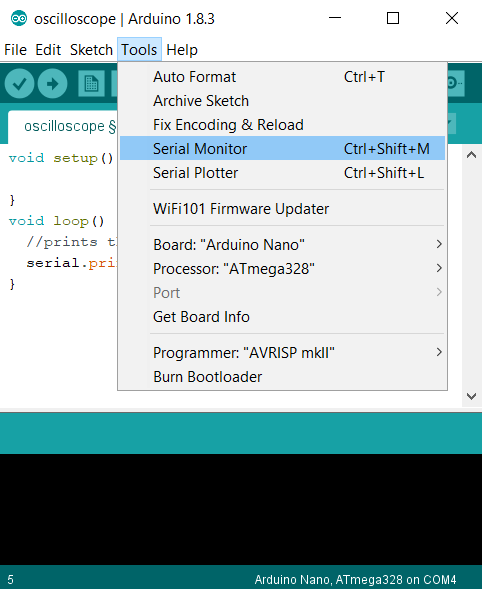 oscilloscope | Arduino 1.8.3
File Edit Sketch Tools Help
Auto Format Ctrl+T
Archive Sketch
oscilloscope §
Fix Encoding & Reload
void setup()
Serial Monitor Ctrl+Shift+M
Serial Plotter Ctrl+Shift+L
}
WiFi101 Firmware Updater
void loop()
//prints
Board: "Arduino Nano"
serial.pri
Processor: "ATmega328"
}
Port
Get Board Info
Programmer: "AVRISP mkII"
Burn Bootloader
5 Arduino Nano, ATmega328 on COM4